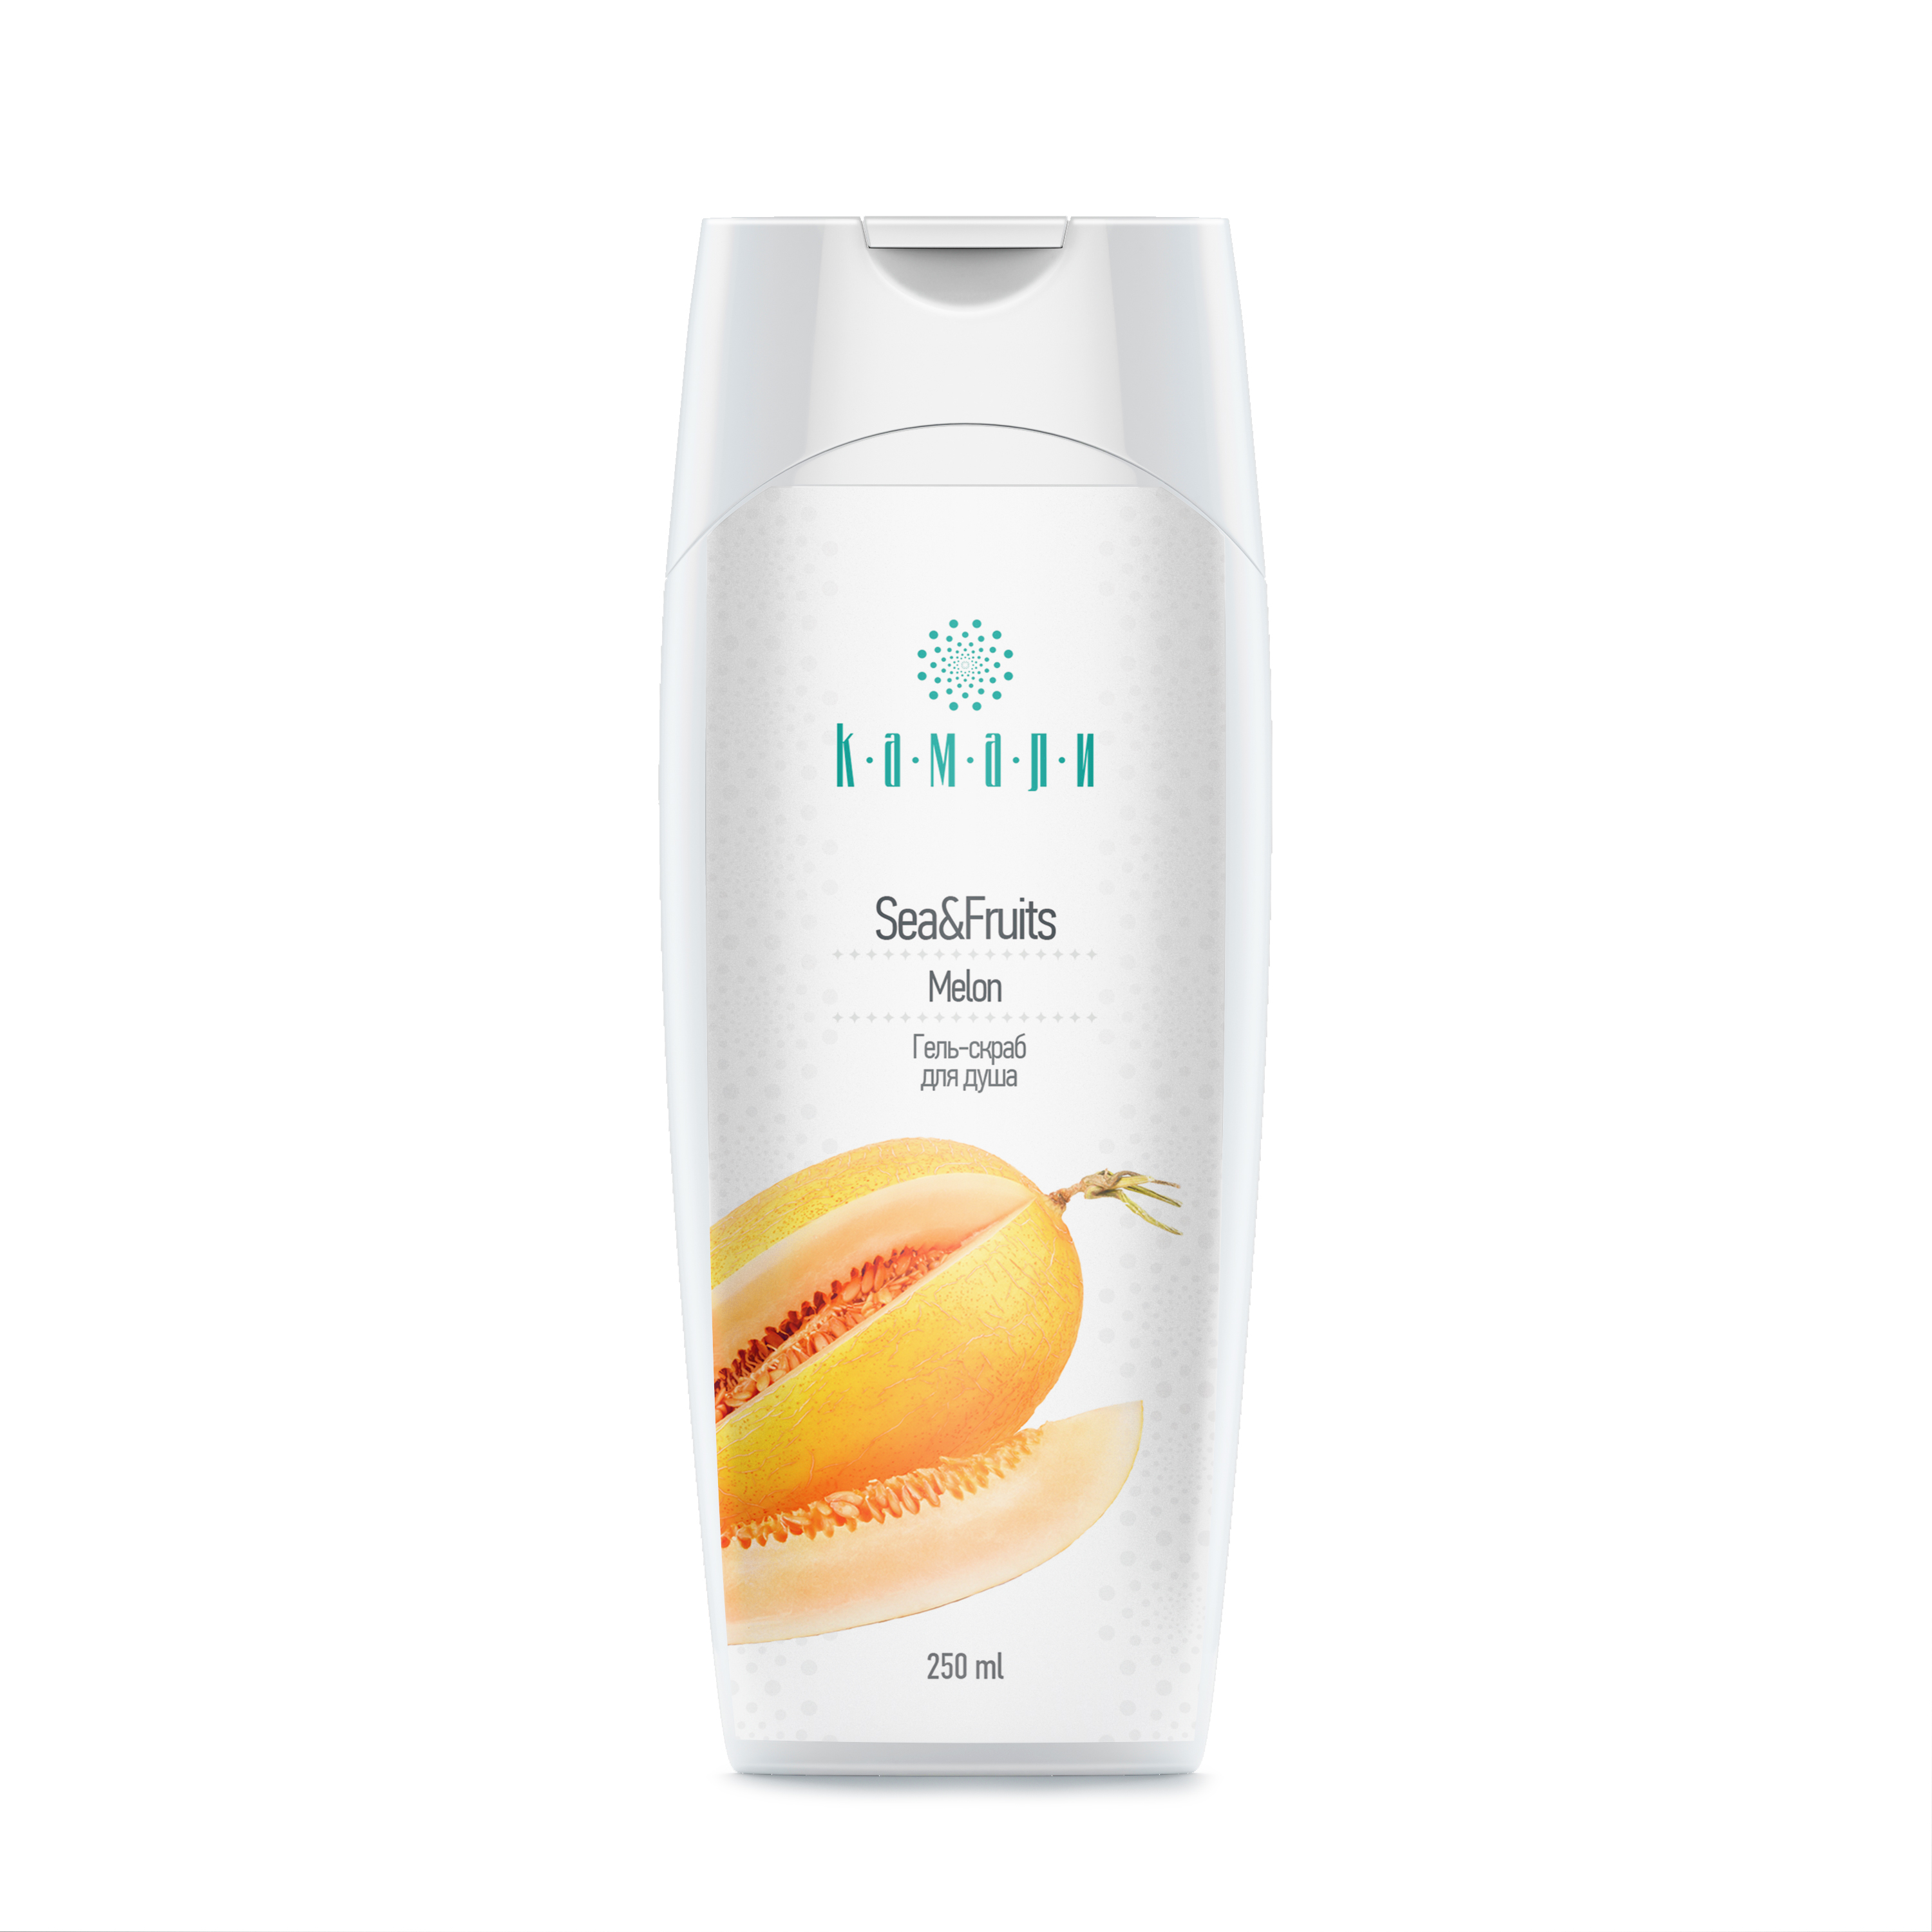 к·а·м·а·л·и
Sea&Fruits
Melon
Гель-скраб
для душа
250 ml